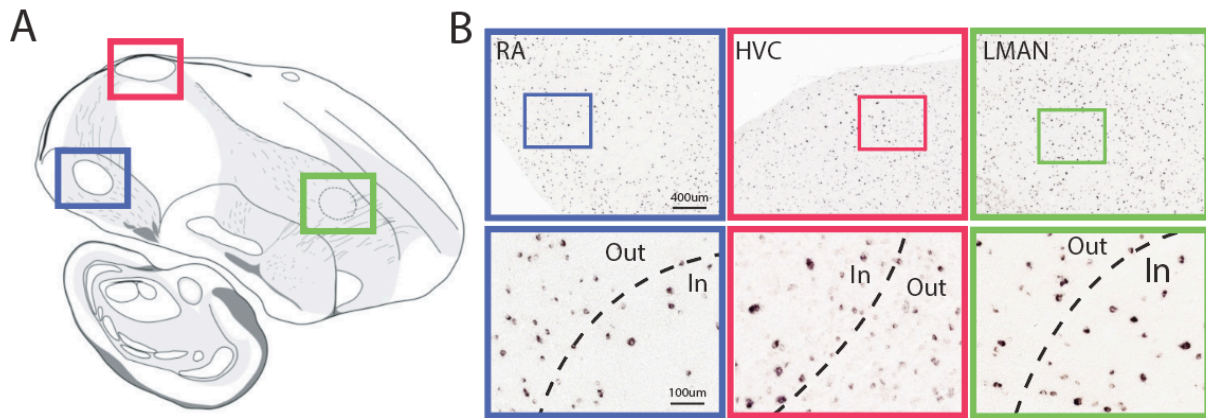 A
B
RA
HVC
LMAN
400um
Out
In
In
Out
Out
In
100um